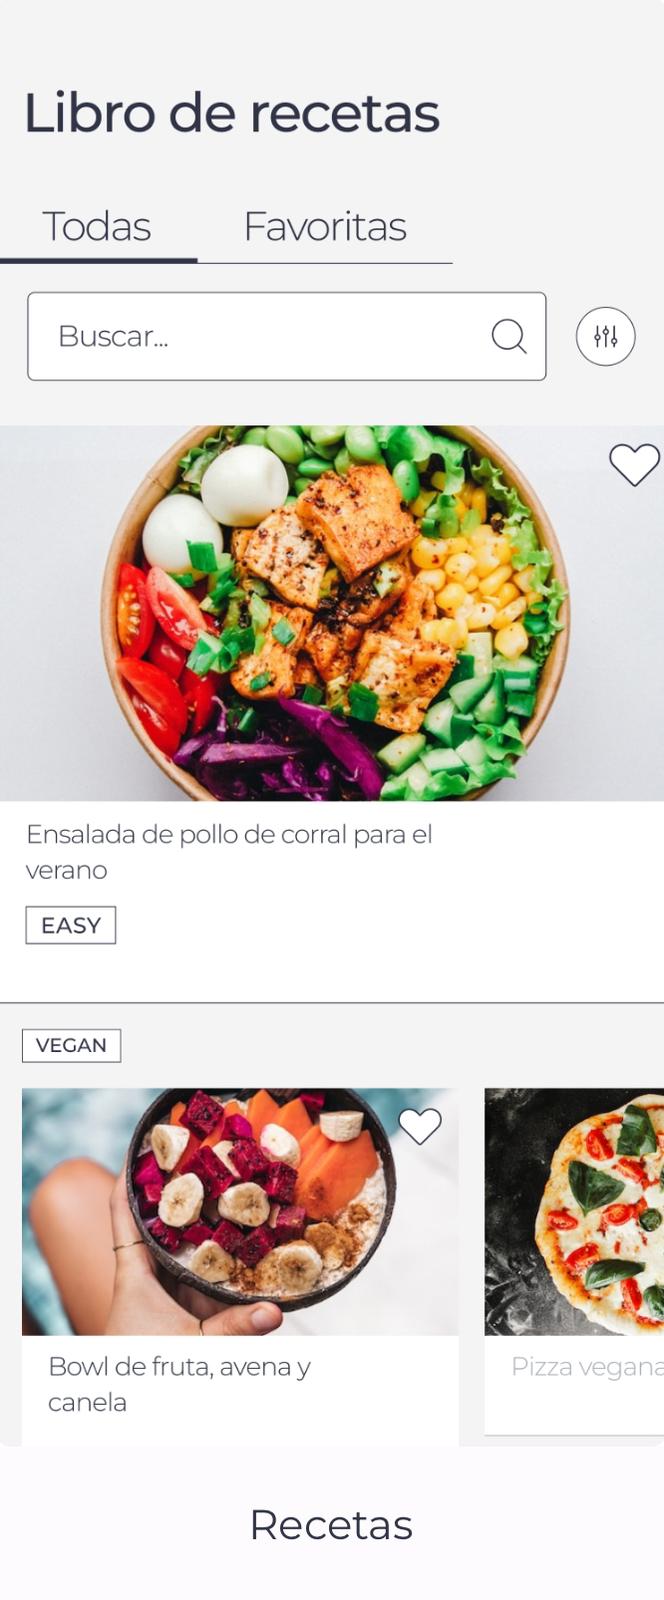 Libro de recetas
Todas
Favoritas
Buscar...
Ensalada de pollo de corral para el
verano
EASY
VEGAN
Bowl de fruta, avena y
canela
Pizza vegana
Recetas